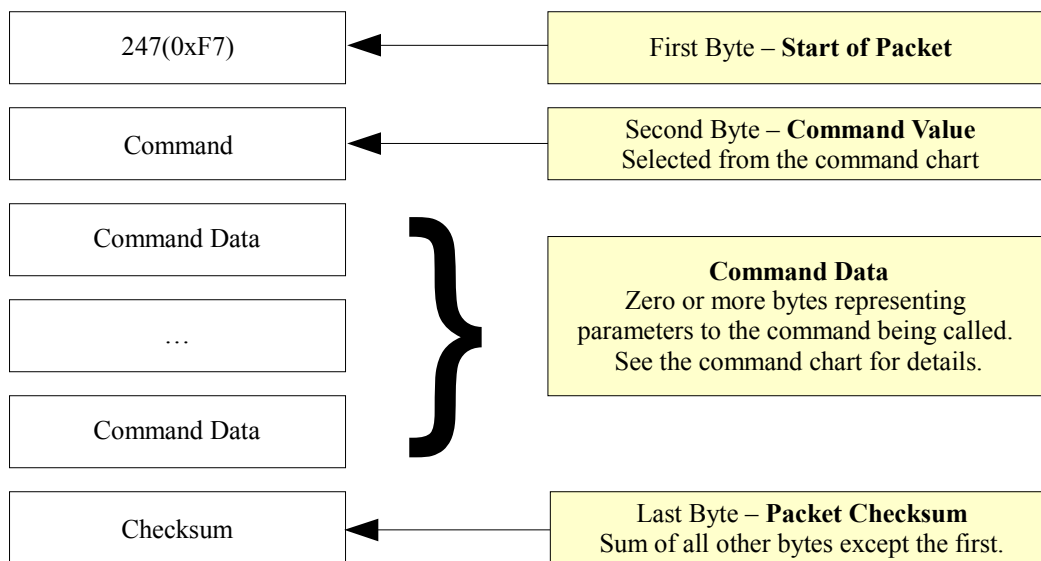 247(0xF7)
First Byte – Start of Packet
Command
Second Byte – Command Value
Selected from the command chart
Command Data
…
Command Data
Command Data
Zero or more bytes representing
parameters to the command being called.
See the command chart for details.
Checksum
Last Byte – Packet Checksum
Sum of all other bytes except the first.